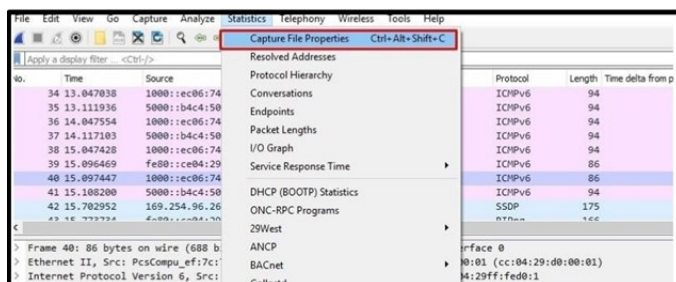 File Edit View Go Capture Analyze Statistics Telephony Wireless Tools Help
Capture File Properties Ctrl+Alt+Shift+C
Apply a display filter ... <Ctrl-/>
Resolved Addresses
Protocol Hierarchy
Conversations
Endpoints
Packet Lengths
I/O Graph
Service Response Time
DHCP (BOOTP) Statistics
ONC-RPC Programs
29West
ANCP
BACnet
Collectd
No. Time Source Protocol Length Time delta from p
34 13.047038 1000::ec06:74 ICMPv6 94
35 13.111936 5000::b4c4:50 ICMPv6 94
36 14.047554 1000::ec06:74 ICMPv6 94
37 14.117103 5000::b4c4:50 ICMPv6 94
38 15.047428 1000::ec06:74 ICMPv6 94
39 15.096469 fe80::ce04:29 ICMPv6 86
40 15.097447 1000::ec06:74 ICMPv6 86
41 15.108200 5000::b4c4:50 ICMPv6 94
42 15.702952 169.254.96.26 SSDP 175
Frame 40: 86 bytes on wire (688 b erface 0
Ethernet II, Src: PcsCompu_ef:7c: 0:01 (cc:04:29:d0:00:01)
Internet Protocol Version 6, Src: 4:29ff:fed0:1